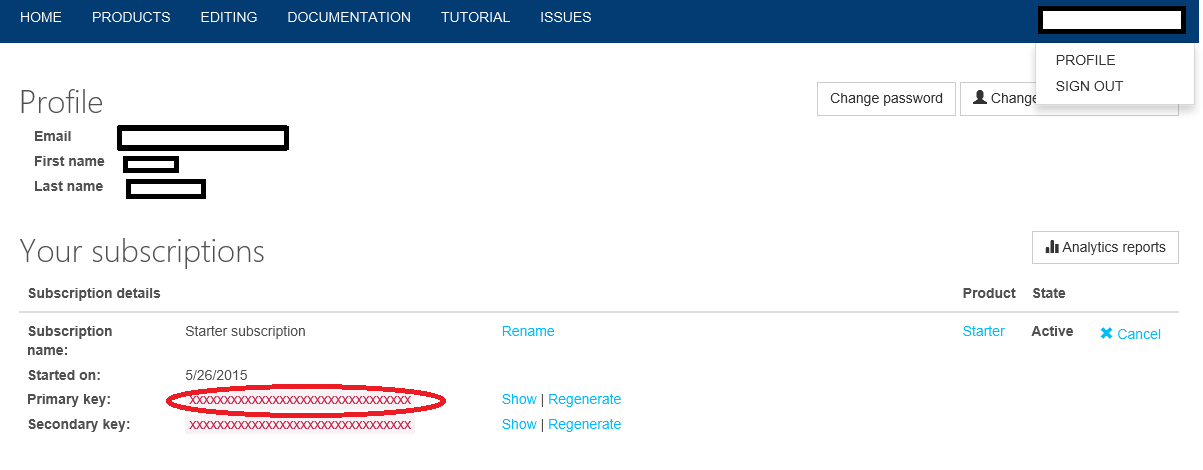 HOME PRODUCTS EDITING DOCUMENTATION TUTORIAL ISSUES
PROFILE
SIGN OUT
Profile
Change password
Change
Email
First name
Last name
Your subscriptions
Analytics reports
Subscription details Product State
Subscription name: Starter subscription Rename Starter Active Cancel
Started on: 5/26/2015
Primary key: XXXXXXXXXXXXXXXXXXXXXXXXXXXXXXXX Show | Regenerate
Secondary key: XXXXXXXXXXXXXXXXXXXXXXXXXXXXXXXX Show | Regenerate